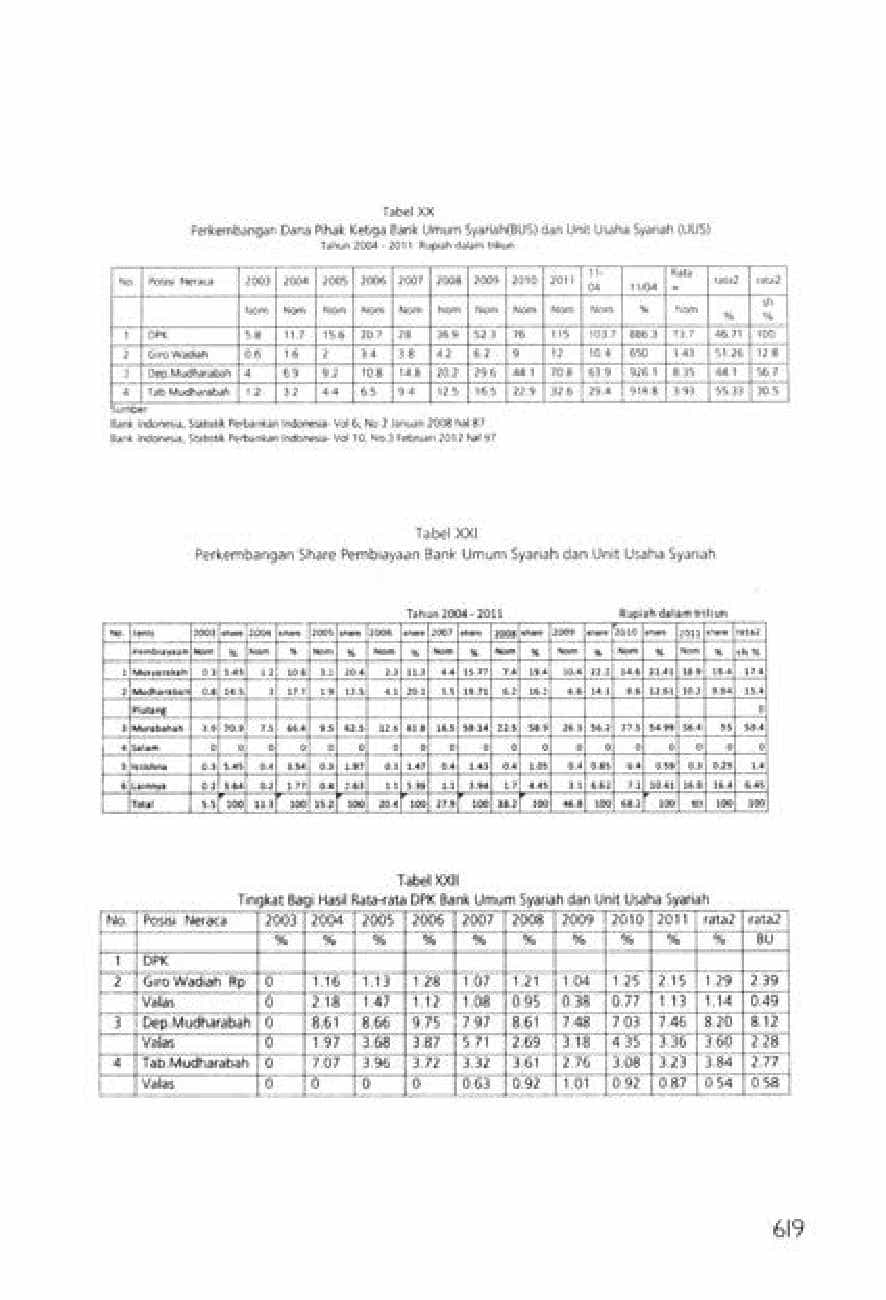 Tabel XX
Perkembangan Dana Pihak Ketiga Bank Umum Syariah(BUS) dan Unit Usaha Syariah (UUS)
Tahun 2004 - 2011 Rupiah dalam triliun
No. Posisi Neraca 2003 2004 2005 2006 2007 2008 2009 2010 2011 11-04 11/04 Rata = rata2 rata2
Nom Nom Nom Nom Nom Nom Nom Nom Nom Nom % Nom % sh %
1 DPK 5.8 11.7 15.6 20.7 28 36.9 52.3 76 115 103.7 886.3 46.71 100
2 Giro Wadiah 0.6 1.6 2 3.4 3.8 4.2 6.2 9 12 10.4 650 3.43 51.26 12.8
3 Dep.Mudharabah 4 6.9 9.2 10.8 14.8 20.2 29.6 44.1 70.8 63.9 926.1 8.35 44.1 56.7
4 Tab Mudharabah 1.2 3.2 4.4 6.5 9.4 12.5 16.5 22.9 32.6 29.4 919.8 3.93 55.33 30.5
Sumber
Bank Indonesia, Statistik Perbankan Indonesia- Vol 6, No 2 Januari 2008 hal 87
Bank Indonesia, Statistik Perbankan Indonesia- Vol 10, No.3 Februari 2012 hal 97
Tabel XXI
Perkembangan Share Pembiayaan Bank Umum Syariah dan Unit Usaha Syariah
Tahun 2004 - 2011 Rupiah dalam triliun
No. Jenis 2003 share 2004 share 2005 share 2006 share 2007 share 2008 share 2009 share 2010 share 2011 share rata2
Pembiayaan Nom % Nom % Nom % Nom % Nom % Nom % Nom % Nom % Nom % sh %
1 Musyarakah 0.3 5.45 1.2 10.6 3.1 20.4 2.3 11.3 4.4 15.77 7.4 19.4 10.4 22.2 14.6 21.41 18.9 17.4
2 Mudharabah 0.8 14.5 17.7 1.9 12.5 4.1 20.1 5.5 19.71 6.2 16.2 6.6 14.1 8.6 12.61 10.2 9.94 15.4
Piutang 0
3 Murabahah 3.9 70.9 7.5 66.4 9.5 62.5 12.6 61.8 16.5 59.14 22.5 58.9 26.3 56.2 37.5 54.99 56.4 55
4 Salam 0 0 0 0 0 0 0 0 0 0 0 0 0 0 0 0 0 0 0
5 Istishna 0.3 5.45 0.4 3.54 0.3 1.97 0.3 1.47 0.4 1.43 0.4 1.05 0.4 0.85 0.4 0.59 0.3 0.29 1.4
6 Lainnya 0.2 3.64 0.2 1.77 0.4 2.63 1.1 5.39 1.1 3.94 1.7 4.45 3.1 6.62 7.1 10.41 16.8 16.4 6.45
Total 5.5 100 11.3 100 15.2 100 20.4 100 27.9 100 38.2 100 46.8 100 68.2 100 100 100
Tabel XXII
Tingkat Bagi Hasil Rata-rata DPK Bank Umum Syariah dan Unit Usaha Syariah
No. Posisi Neraca 2003 2004 2005 2006 2007 2008 2009 2010 2011 rata2 rata2
% % % % % % % % % % BU
1 DPK
2 Giro Wadiah Rp 0 1.16 1.13 1.28 1.07 1.21 1.04 1.25 2.15 1.29 2.39
Valas 0 2.18 1.47 1.12 1.08 0.95 0.38 0.77 1.13 1.14 0.49
3 Dep.Mudharabah 0 8.61 8.66 9.75 7.97 8.61 7.48 7.03 7.46 8.20 8.12
Valas 0 1.97 3.68 3.87 5.71 2.69 3.18 4.35 3.36 3.60 2.28
4 Tab.Mudharabah 0 7.07 3.96 3.72 3.32 3.61 2.76 3.08 3.23 3.84 2.77
Valas 0 0 0 0 0.63 0.92 1.01 0.92 0.87 0.54 0.58
619